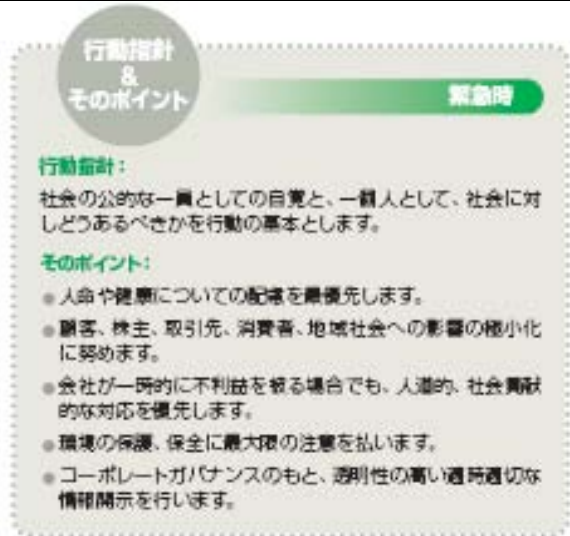 行動指針
&
そのポイント
緊急時
行動指針：
社会の公的な一員としての自覚と、一個人として、社会に対
しどうあるべきかを行動の基本とします。
そのポイント：
●人命や健康についての配慮を最優先します。
●顧客、株主、取引先、消費者、地域社会への影響の極小化
に努めます。
●会社が一時的に不利益を被る場合でも、人道的、社会貢献
的な対応を優先します。
●環境の保護、保全に最大限の注意を払います。
●コーポレートガバナンスのもと、透明性の高い適時適切な
情報開示を行います。